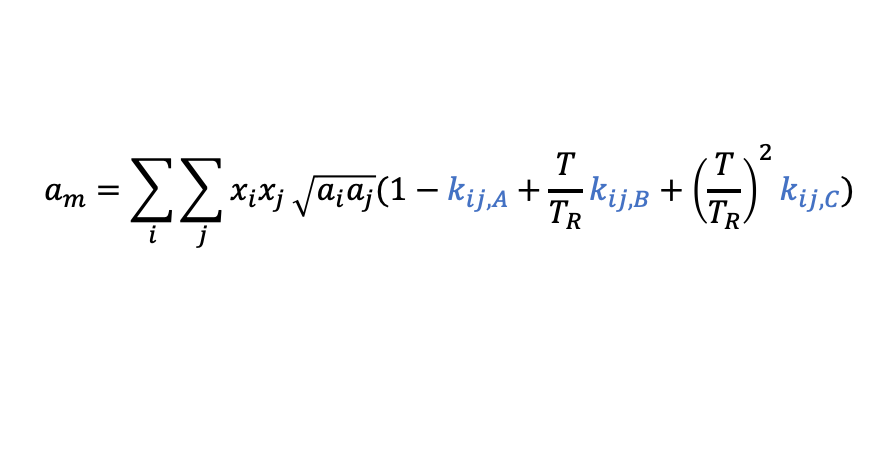 $a_m = \sum_i \sum_j x_i x_j \sqrt{a_i a_j} (1 - k_{ij,A} + \frac{T}{T_R} k_{ij,B} + \left(\frac{T}{T_R}\right)^2 k_{ij,C})$